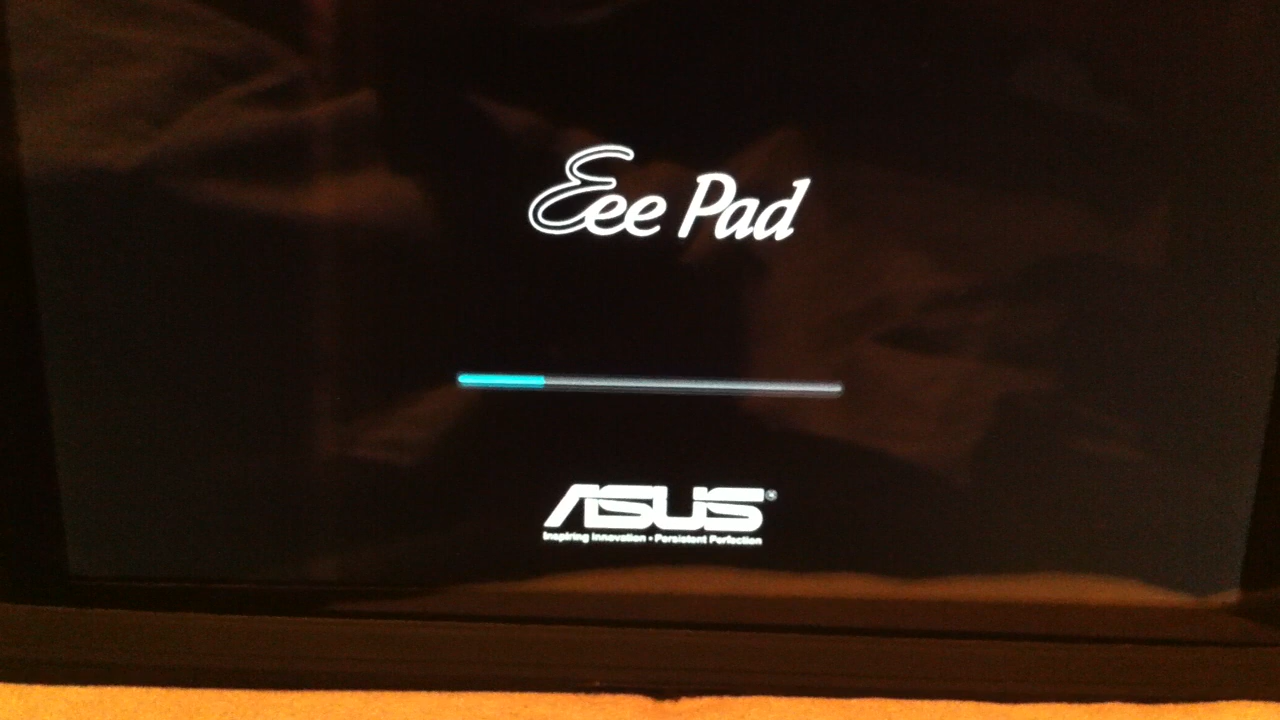 Eee Pad
ASUS®
Inspiring Innovation • Persistent Perfection